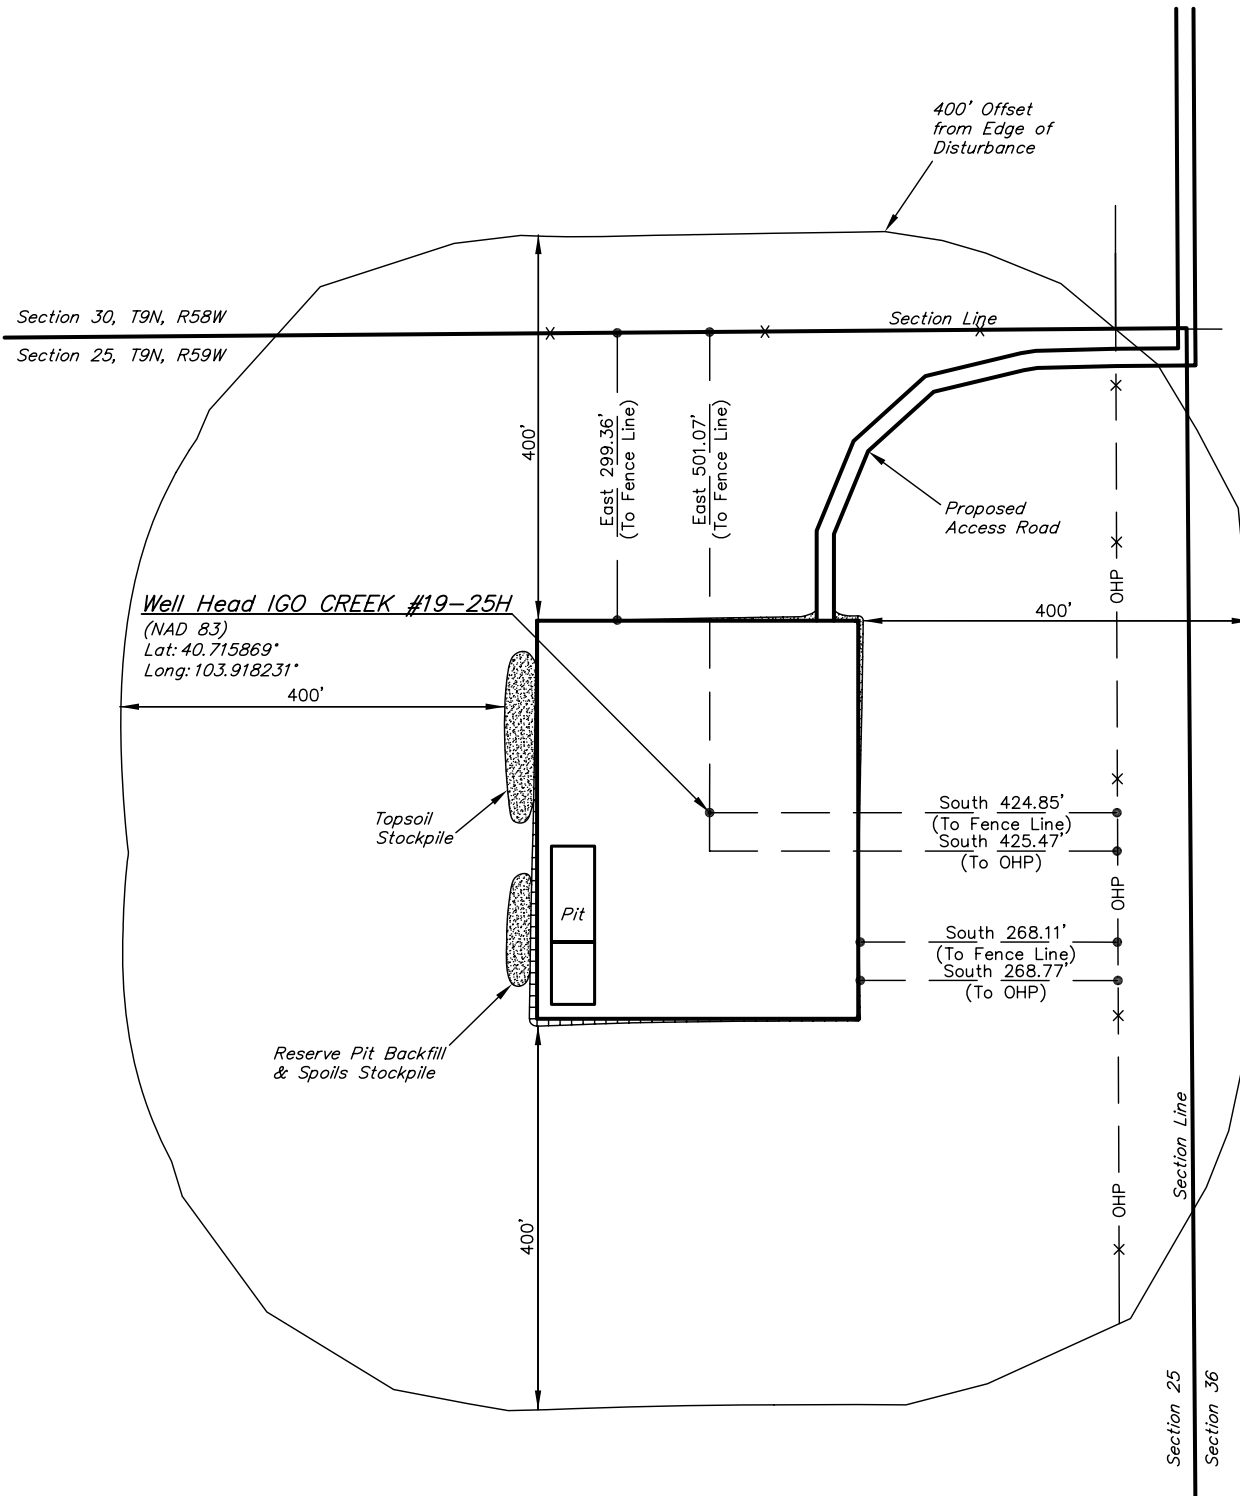 400' Offset
from Edge of
Disturbance
Section 30, T9N, R58W
Section Line
Section 25, T9N, R59W
400'
East 299.36'
(To Fence Line)
East 501.07'
(To Fence Line)
Proposed
Access Road
OHP
Well Head IGO CREEK #19-25H
(NAD 83)
Lat: 40.715869°
Long: 103.918231°
400'
400'
Topsoil
Stockpile
South 424.85'
(To Fence Line)
South 425.47'
(To OHP)
OHP
Pit
South 268.11'
(To Fence Line)
South 268.77'
(To OHP)
Reserve Pit Backfill
& Spoils Stockpile
Section Line
OHP
400'
Section 25
Section 36